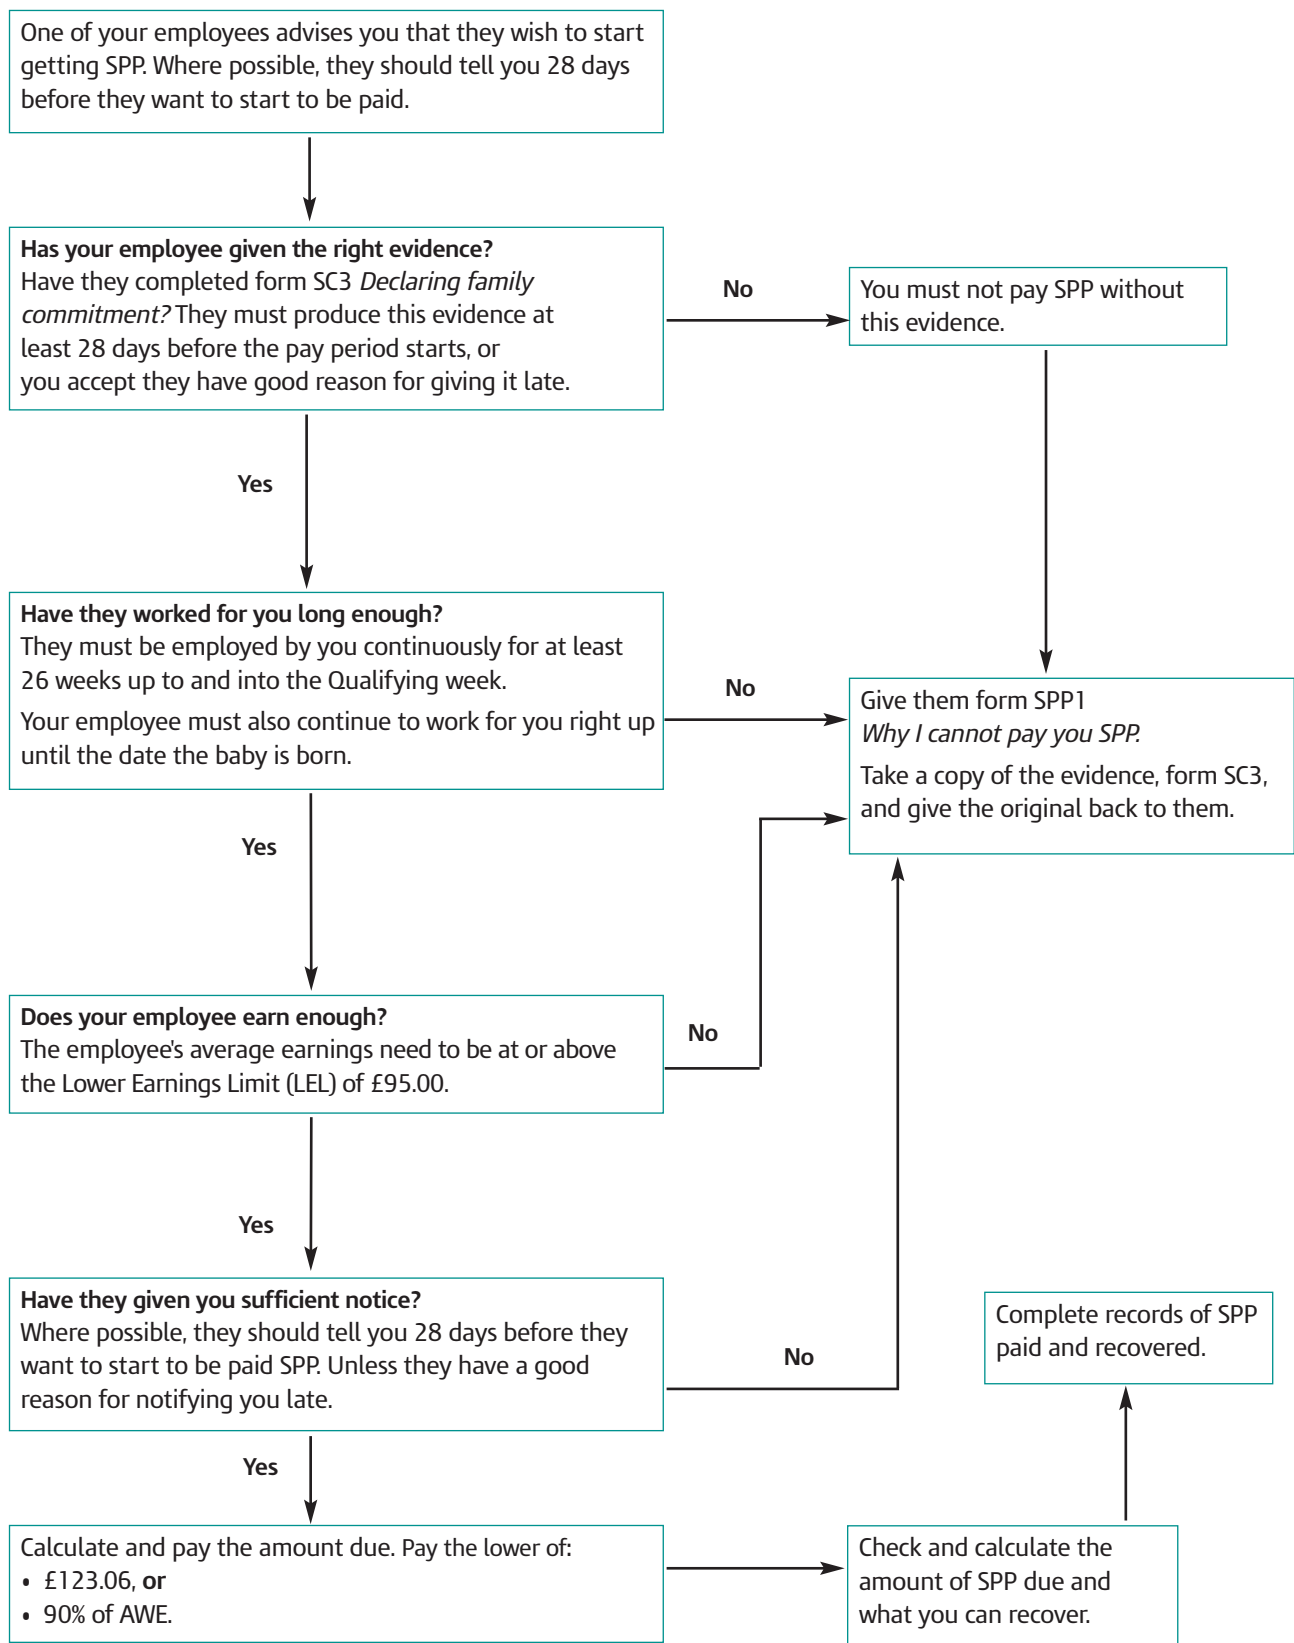 One of your employees advises you that they wish to start
getting SPP. Where possible, they should tell you 28 days
before they want to start to be paid.
Has your employee given the right evidence?
Have they completed form SC3 Declaring family
commitment? They must produce this evidence at
least 28 days before the pay period starts, or
you accept they have good reason for giving it late.
No
You must not pay SPP without
this evidence.
Yes
Have they worked for you long enough?
They must be employed by you continuously for at least
26 weeks up to and into the Qualifying week.
Your employee must also continue to work for you right up
until the date the baby is born.
No
Give them form SPP1
Why I cannot pay you SPP.
Take a copy of the evidence, form SC3,
and give the original back to them.
Yes
Does your employee earn enough?
The employee's average earnings need to be at or above
the Lower Earnings Limit (LEL) of £95.00.
No
Yes
Have they given you sufficient notice?
Where possible, they should tell you 28 days before they
want to start to be paid SPP. Unless they have a good
reason for notifying you late.
No
Complete records of SPP
paid and recovered.
Yes
Calculate and pay the amount due. Pay the lower of:
• £123.06, or
• 90% of AWE.
Check and calculate the
amount of SPP due and
what you can recover.